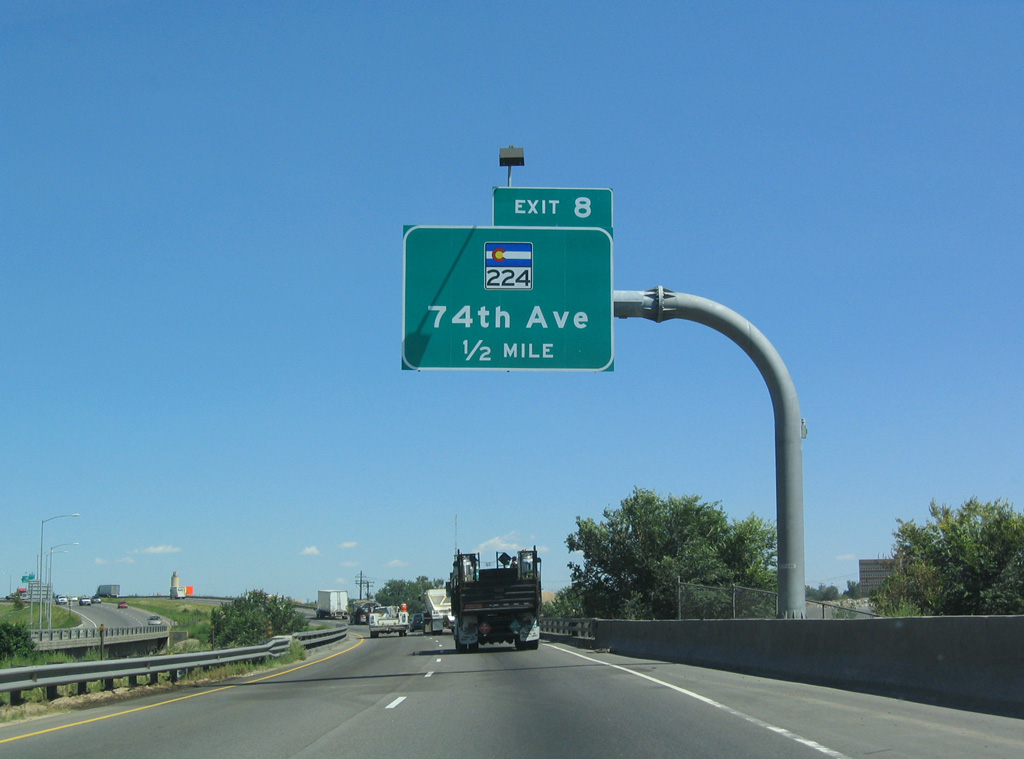 EXIT 8
224
74th Ave
1/2 MILE